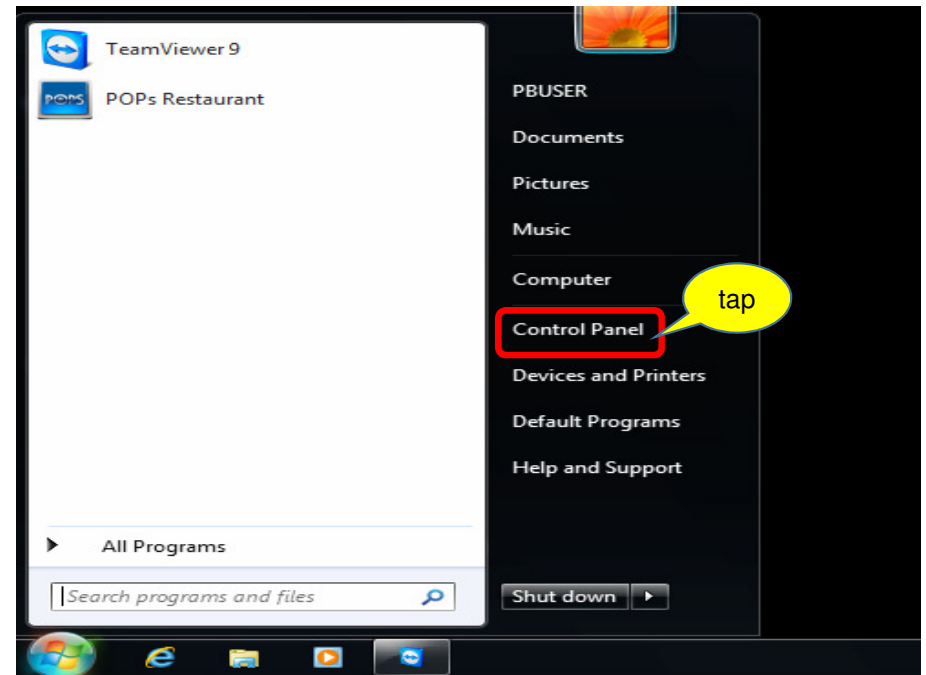 TeamViewer 9
POPS POPs Restaurant
All Programs
Search programs and files
PBUSER
Documents
Pictures
Music
Computer
tap
Control Panel
Devices and Printers
Default Programs
Help and Support
Shut down